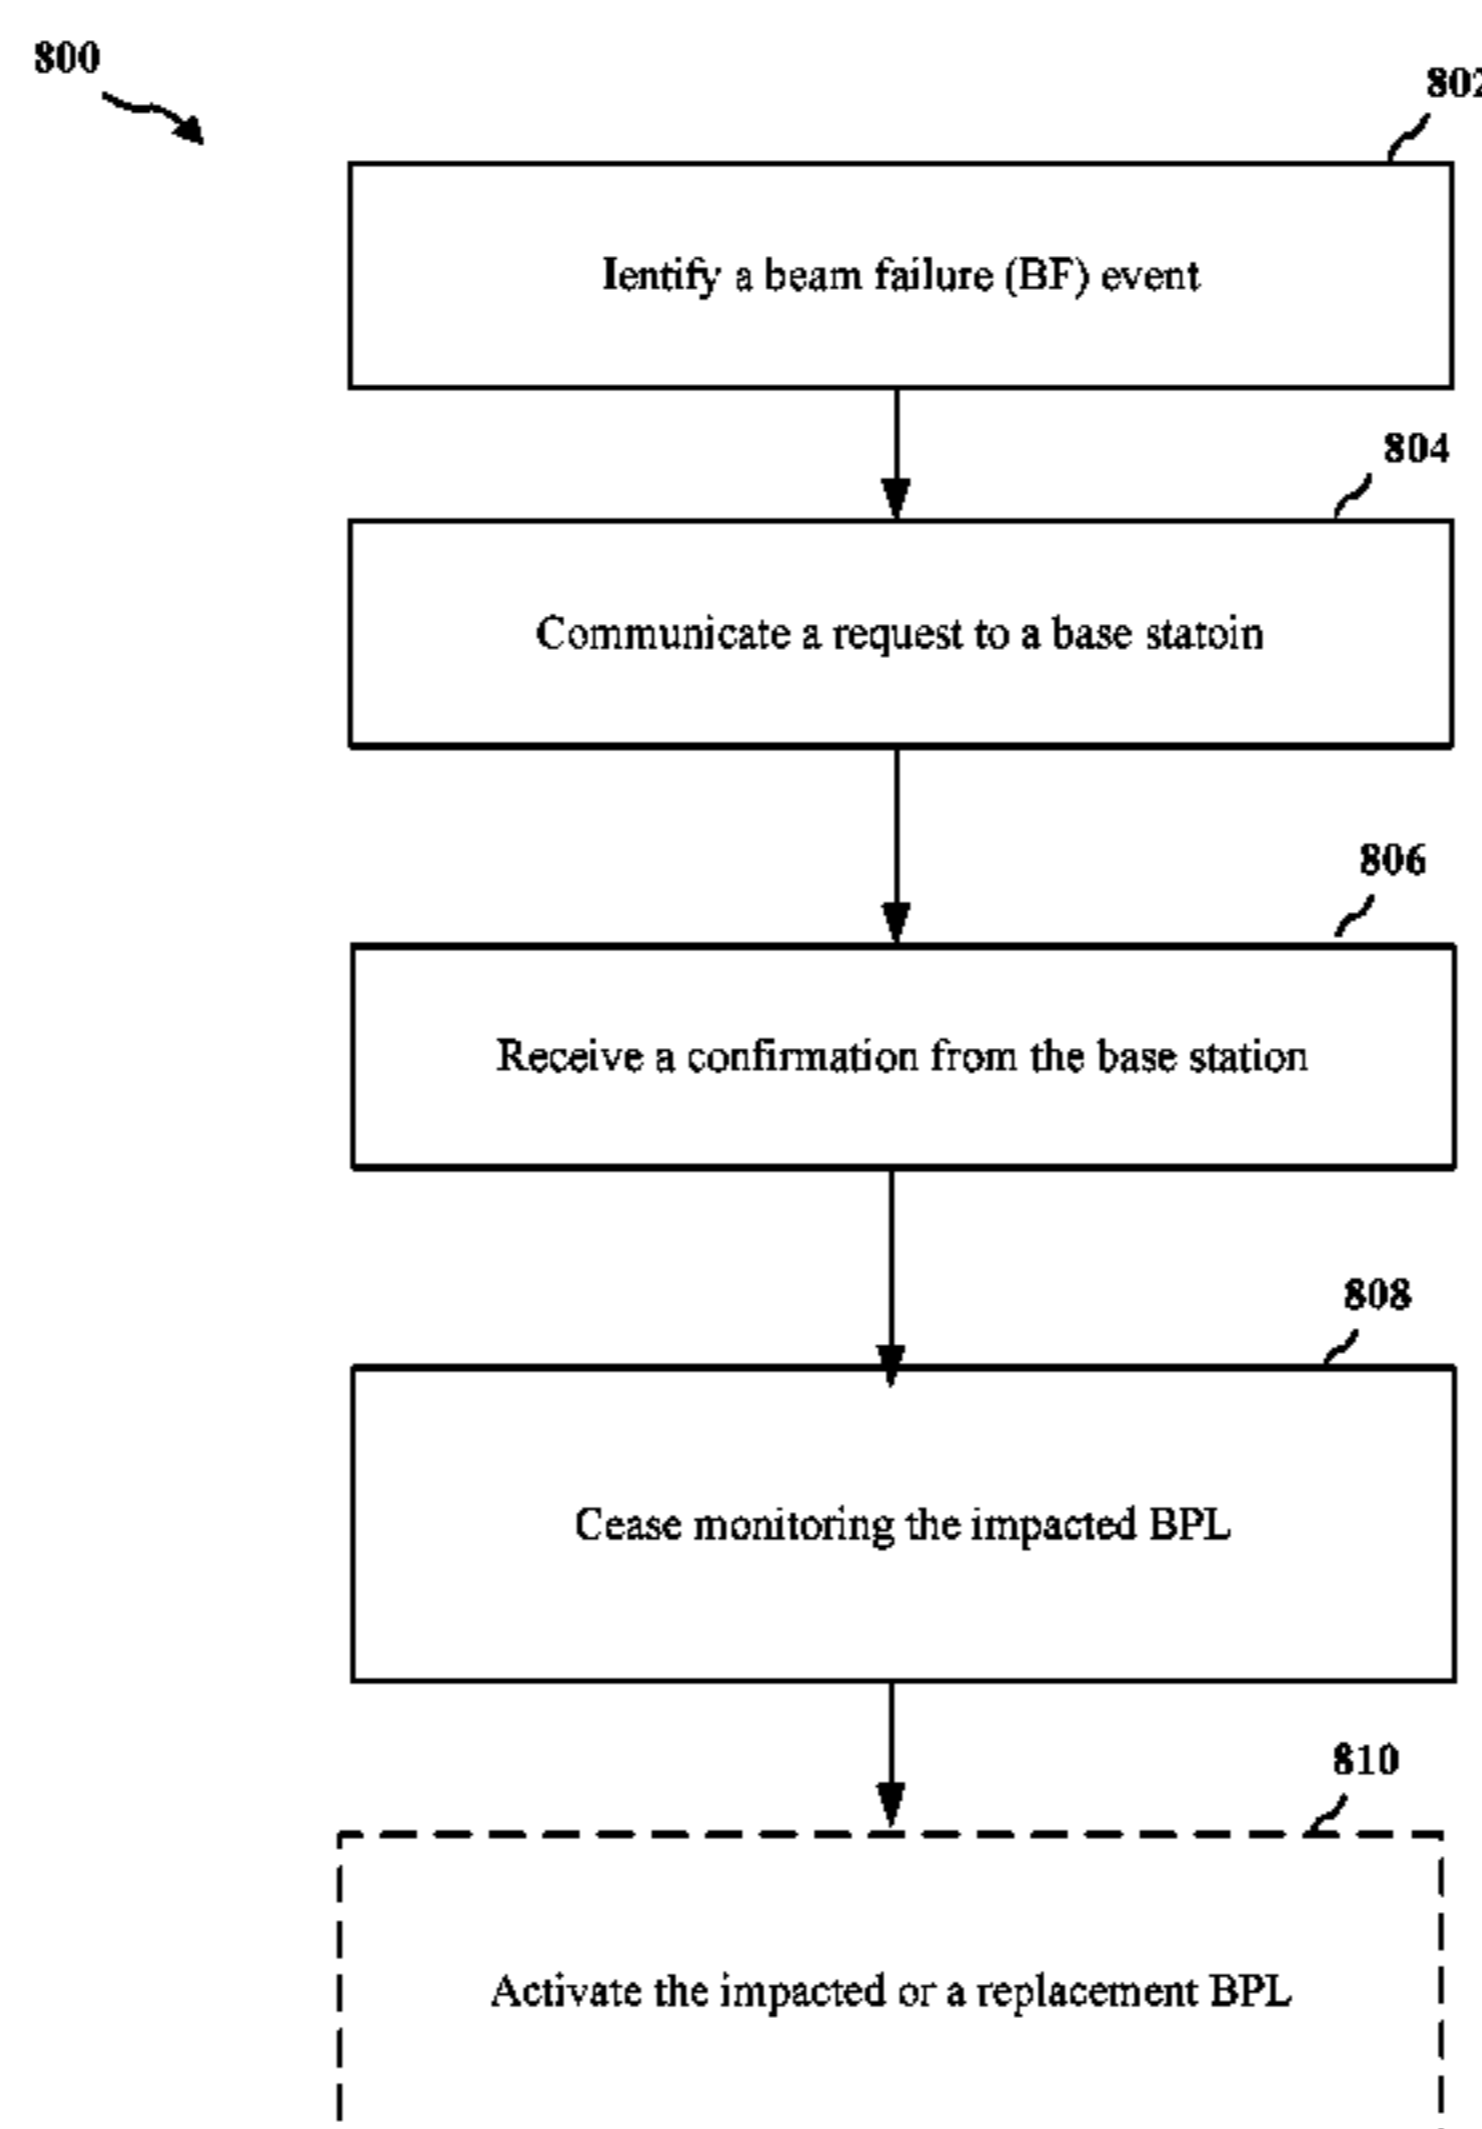 800
802
Ientify a beam failure (BF) event
804
Communicate a request to a base statoin
806
Receive a confirmation from the base station
808
Cease monitoring the impacted BPL
810
Activate the impacted or a replacement BPL